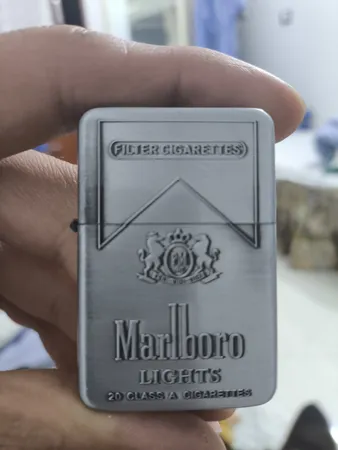 FILTER CIGARETTES
Marlboro
LIGHTS
20 CLASS A CIGARETTES